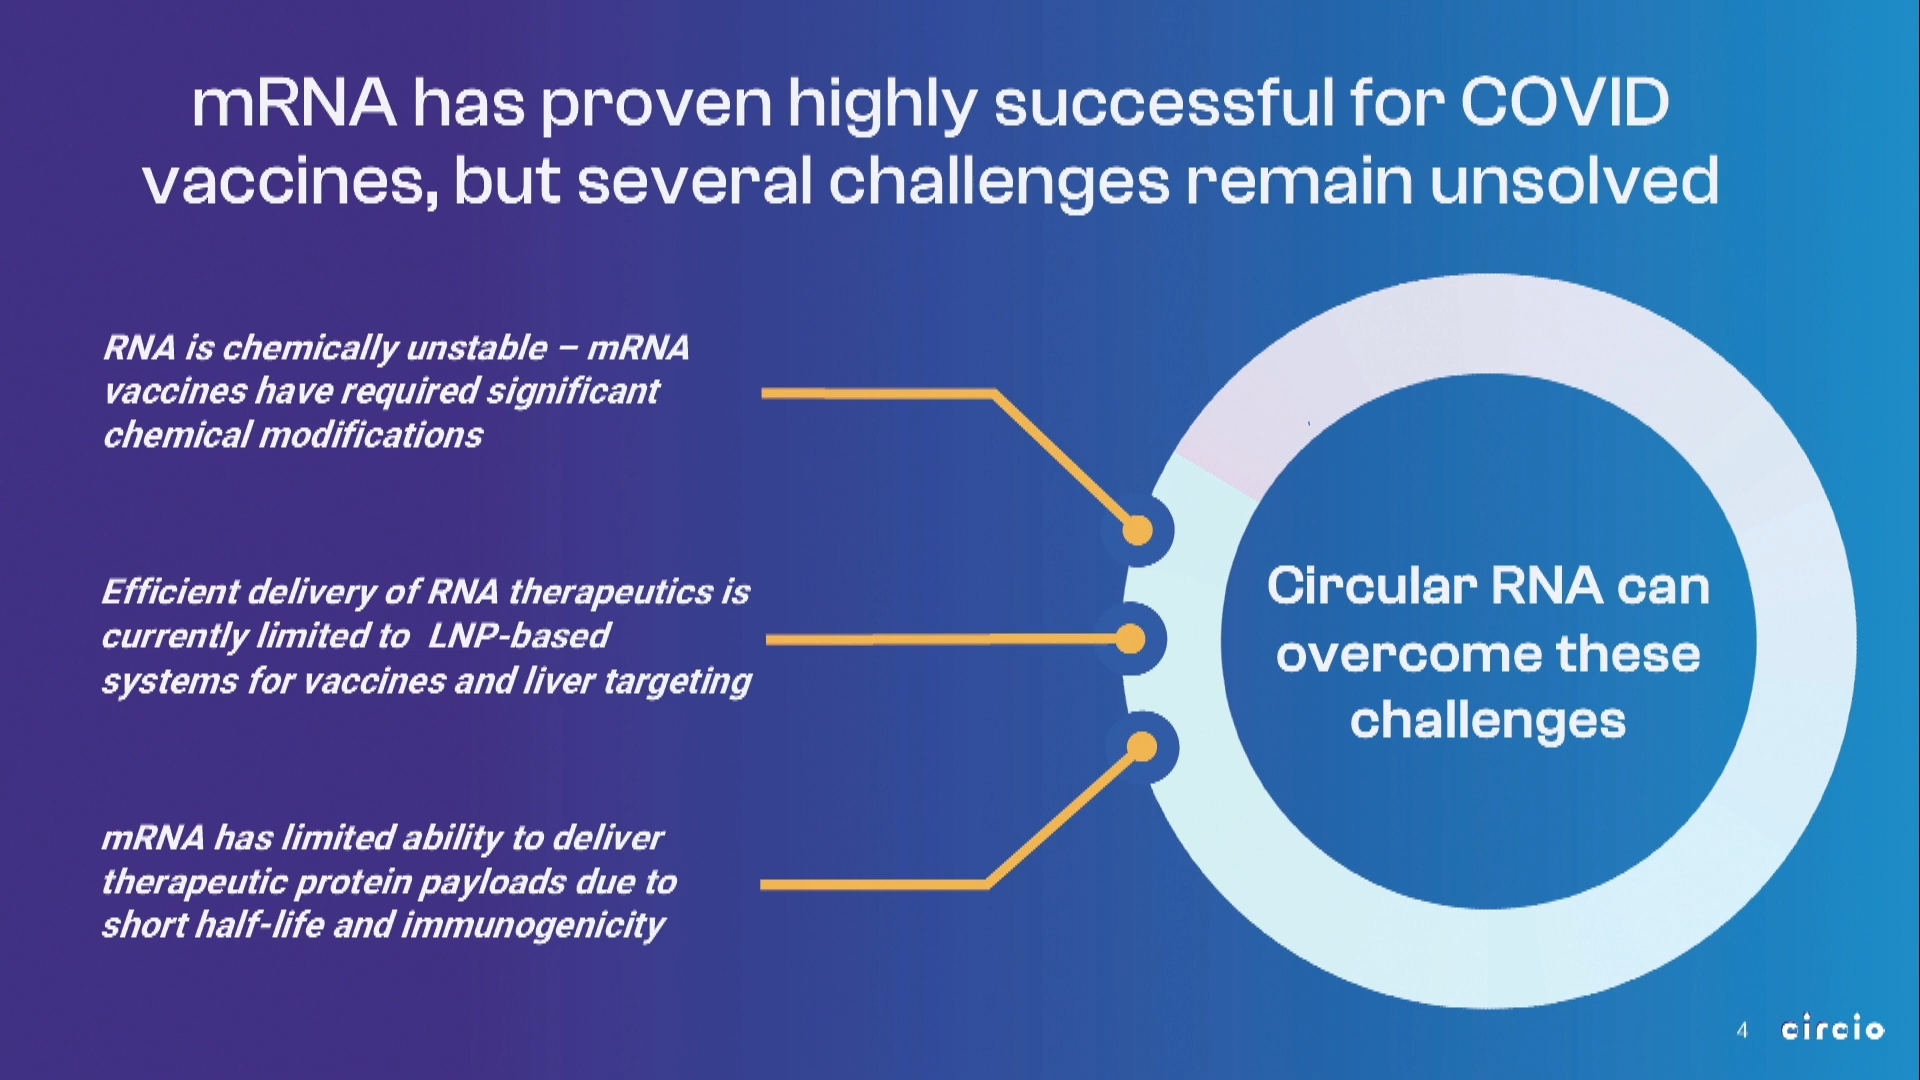 mRNA has proven highly successful for COVID
vaccines, but several challenges remain unsolved
RNA is chemically unstable – mRNA
vaccines have required significant
chemical modifications
Efficient delivery of RNA therapeutics is
currently limited to  LNP-based
systems for vaccines and liver targeting
mRNA has limited ability to deliver
therapeutic protein payloads due to
short half-life and immunogenicity
Circular RNA can
overcome these
challenges
4 circio